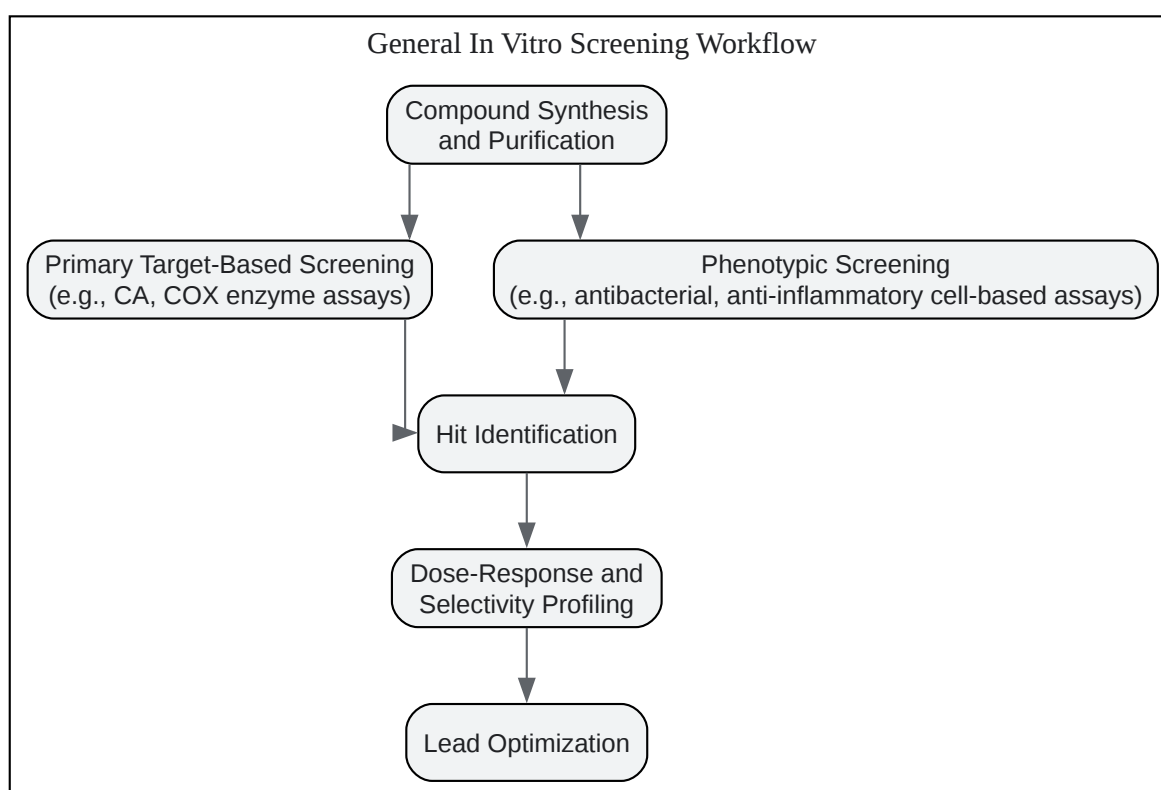 General In Vitro Screening Workflow
Compound Synthesis
and Purification
Primary Target-Based Screening
(e.g., CA, COX enzyme assays)
Phenotypic Screening
(e.g., antibacterial, anti-inflammatory cell-based assays)
Hit Identification
Dose-Response and
Selectivity Profiling
Lead Optimization